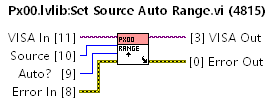 Px00.lvlib:Set Source Auto Range.vi (4815)
VISA In [11]
PX00
[3] VISA Out
Source [10]
RANGE
Auto? [9]
[0] Error Out
Error In [8]